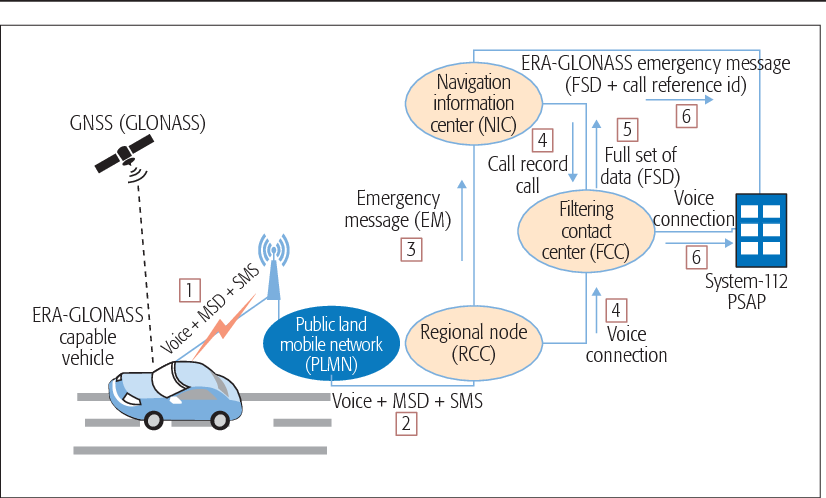 GNSS (GLONASS)
ERA-GLONASS
capable
vehicle
1
Voice + MSD + SMS
Public land
mobile network
(PLMN)
Voice + MSD + SMS
2
Regional node
(RCC)
Emergency
message (EM)
3
Navigation
information
center (NIC)
4
Call record
call
5
Full set of
data (FSD)
ERA-GLONASS emergency message
(FSD + call reference id)
6
Filtering
contact
center (FCC)
4
Voice
connection
Voice
connection
6
System-112
PSAP